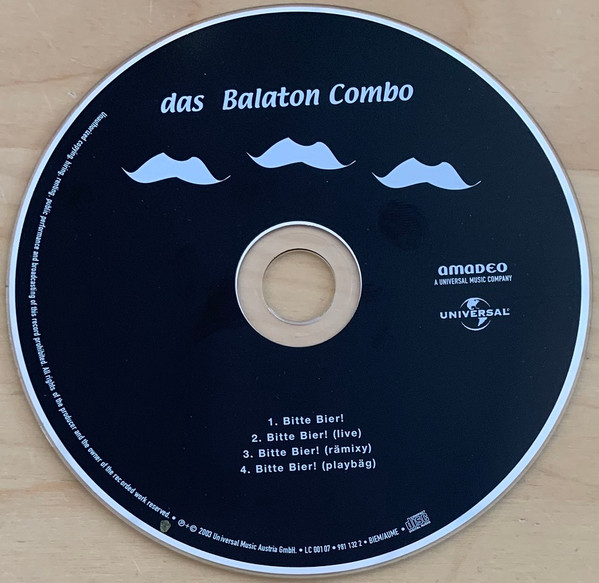 das Balaton Combo
amadeo
A UNIVERSAL MUSIC COMPANY
UNIVERSAL
1. Bitte Bier!
2. Bitte Bier! (live)
3. Bitte Bier! (rämixy)
4. Bitte Bier! (playbäg)
Unauthorized copying, hiring, renting, public performance and broadcasting of this record prohibited. All rights of the producer and the owner of the recorded work reserved. • ℗+© 2003 Universal Music Austria GmbH. • LC 00107 • 981 132 2 • BIEM/AUME •
disc